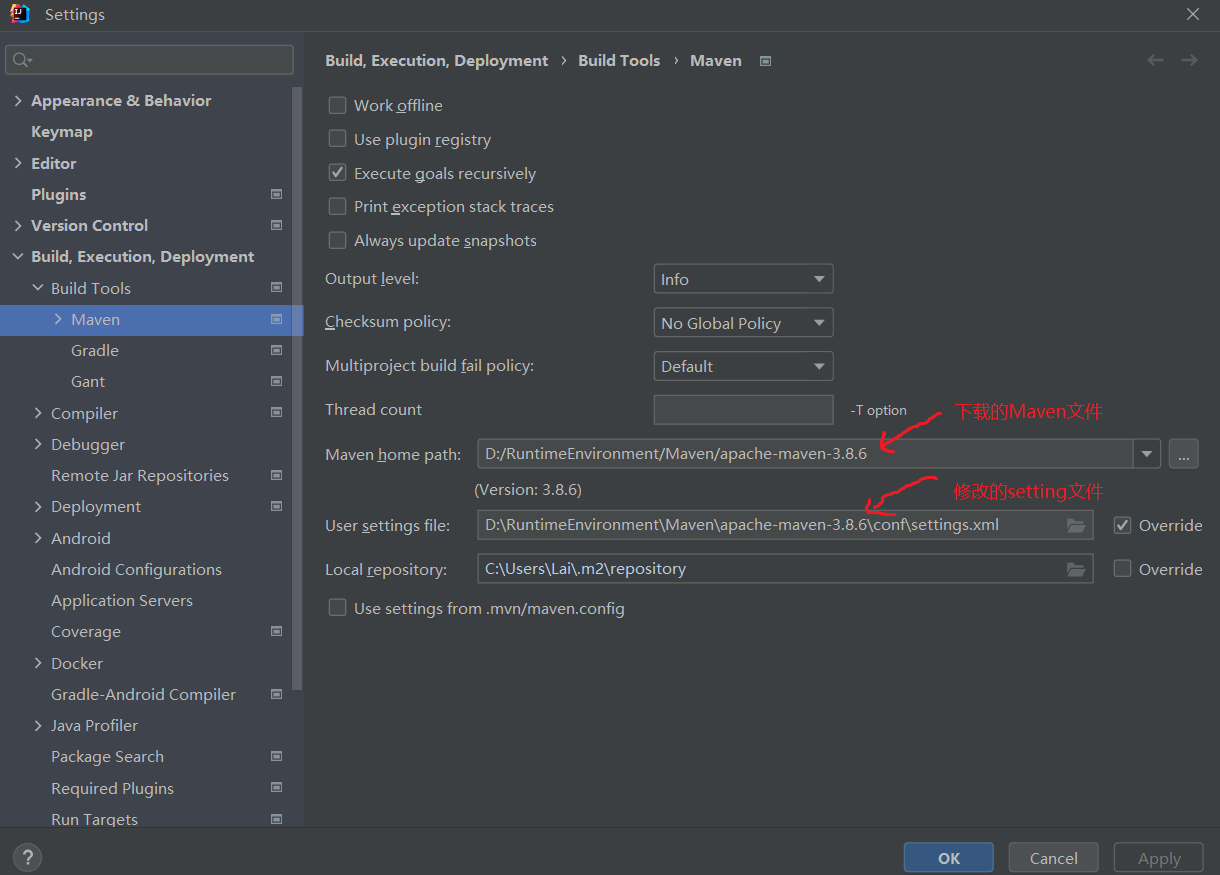 Settings
Build, Execution, Deployment › Build Tools › Maven
Appearance & Behavior
Keymap
Editor
Plugins
Version Control
Build, Execution, Deployment
Build Tools
Maven
Gradle
Gant
Compiler
Debugger
Remote Jar Repositories
Deployment
Android
Android Configurations
Application Servers
Coverage
Docker
Gradle-Android Compiler
Java Profiler
Package Search
Required Plugins
Run Targets
Work offline
Use plugin registry
Execute goals recursively
Print exception stack traces
Always update snapshots
Output level: Info
Checksum policy: No Global Policy
Multiproject build fail policy: Default
Thread count -T option
下载的Maven文件
Maven home path: D:/RuntimeEnvironment/Maven/apache-maven-3.8.6 ...
(Version: 3.8.6)
修改的setting文件
User settings file: D:\RuntimeEnvironment\Maven\apache-maven-3.8.6\conf\settings.xml Override
Local repository: C:\Users\Lai\.m2\repository Override
Use settings from .mvn/maven.config
? OK Cancel Apply